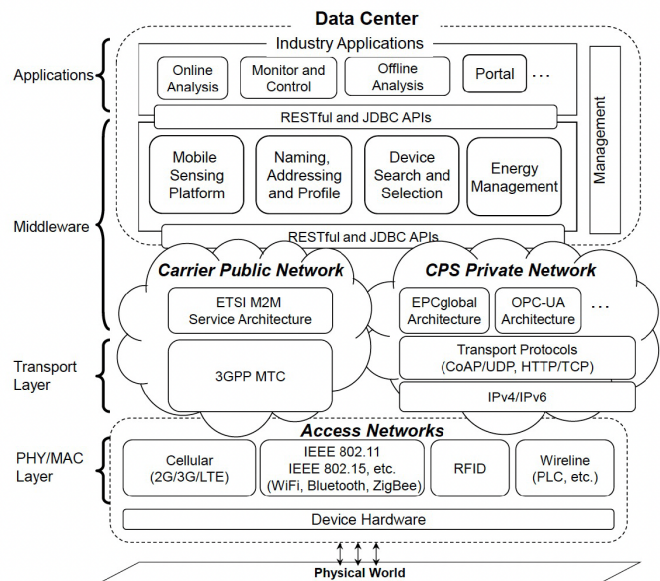 Data Center
Industry Applications
Applications
Online
Analysis
Monitor and
Control
Offline
Analysis
Portal
...
Management
RESTful and JDBC APIs
Middleware
Mobile
Sensing
Platform
Naming,
Addressing
and Profile
Device
Search and
Selection
Energy
Management
RESTful and JDBC APIs
Carrier Public Network
ETSI M2M
Service Architecture
CPS Private Network
EPCglobal
Architecture
OPC-UA
Architecture
...
Transport
Layer
3GPP MTC
Transport Protocols
(CoAP/UDP, HTTP/TCP)
IPv4/IPv6
Access Networks
PHY/MAC
Layer
Cellular
(2G/3G/LTE)
IEEE 802.11
IEEE 802.15, etc.
(WiFi, Bluetooth, ZigBee)
RFID
Wireline
(PLC, etc.)
Device Hardware
Physical World